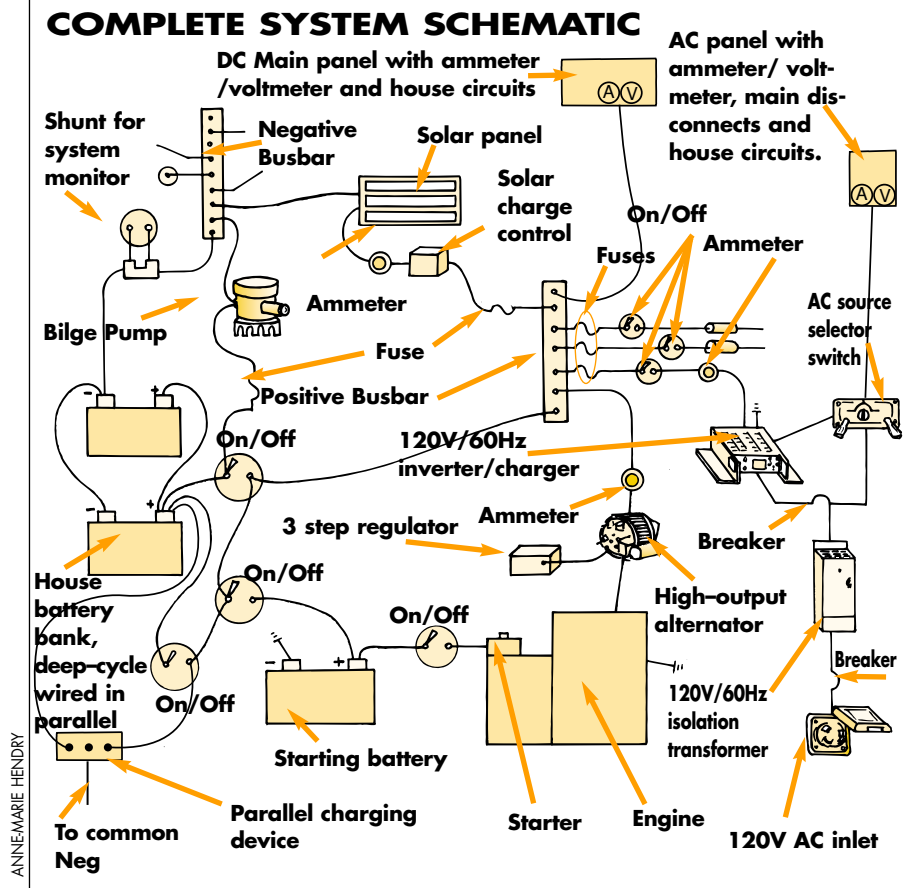 COMPLETE SYSTEM SCHEMATIC
DC Main panel with ammeter
/voltmeter and house circuits
AC panel with
ammeter/ volt-
meter, main dis-
connects and
house circuits.
A V
A V
Shunt for
system
monitor
Negative
Busbar
Solar panel
Solar
charge
control
On/Off
Fuses
Ammeter
Bilge Pump
Ammeter
Fuse
Positive Busbar
AC source
selector
switch
- +
On/Off
120V/60Hz
inverter/charger
- +
3 step regulator
Ammeter
Breaker
House
battery
bank,
deep–cycle
wired in
parallel
On/Off
On/Off
High–output
alternator
- +
On/Off
120V/60Hz
isolation
transformer
Breaker
Starting battery
Parallel charging
device
Starter
Engine
To common
Neg
120V AC inlet
ANNE-MARIE HENDRY